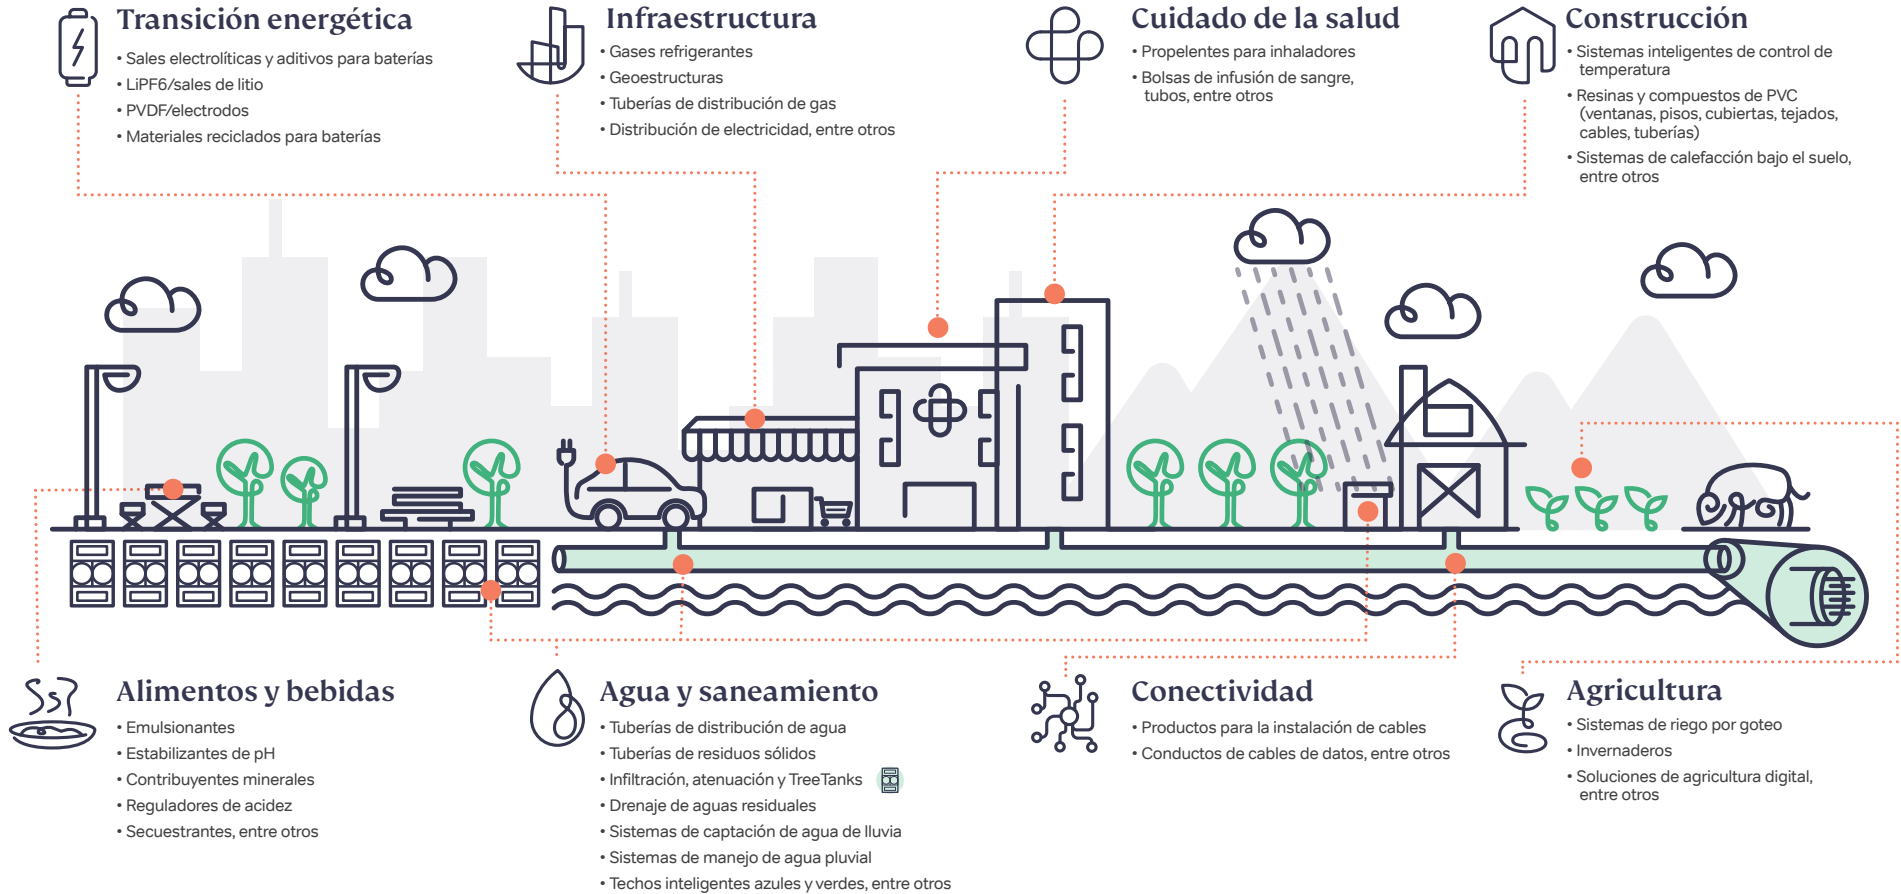 Transición energética
• Sales electrolíticas y aditivos para baterías
• LiPF6/sales de litio
• PVDF/electrodos
• Materiales reciclados para baterías
Infraestructura
• Gases refrigerantes
• Geoestructuras
• Tuberías de distribución de gas
• Distribución de electricidad, entre otros
Cuidado de la salud
• Propelentes para inhaladores
• Bolsas de infusión de sangre,
tubos, entre otros
Construcción
• Sistemas inteligentes de control de
temperatura
• Resinas y compuestos de PVC
(ventanas, pisos, cubiertas, tejados,
cables, tuberías)
• Sistemas de calefacción bajo el suelo,
entre otros
Alimentos y bebidas
• Emulsionantes
• Estabilizantes de pH
• Contribuyentes minerales
• Reguladores de acidez
• Secuestrantes, entre otros
Agua y saneamiento
• Tuberías de distribución de agua
• Tuberías de residuos sólidos
• Infiltración, atenuación y TreeTanks
• Drenaje de aguas residuales
• Sistemas de captación de agua de lluvia
• Sistemas de manejo de agua pluvial
• Techos inteligentes azules y verdes, entre otros
Conectividad
• Productos para la instalación de cables
• Conductos de cables de datos, entre otros
Agricultura
• Sistemas de riego por goteo
• Invernaderos
• Soluciones de agricultura digital,
entre otros